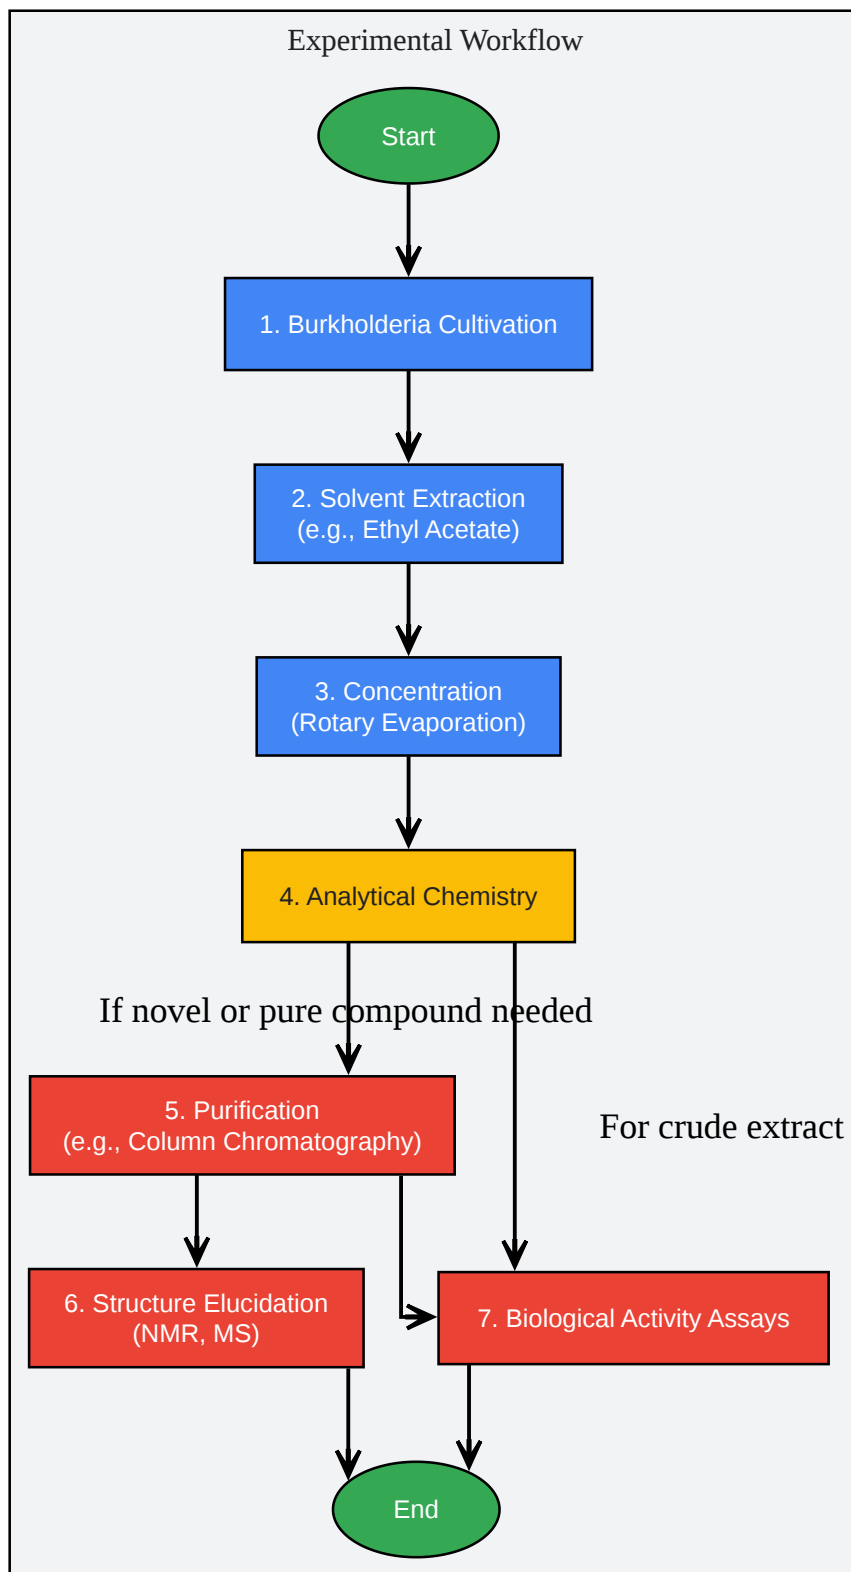 Experimental Workflow
Start
1. Burkholderia Cultivation
2. Solvent Extraction
(e.g., Ethyl Acetate)
3. Concentration
(Rotary Evaporation)
4. Analytical Chemistry
If novel or pure compound needed
5. Purification
(e.g., Column Chromatography)
For crude extract
6. Structure Elucidation
(NMR, MS)
7. Biological Activity Assays
End